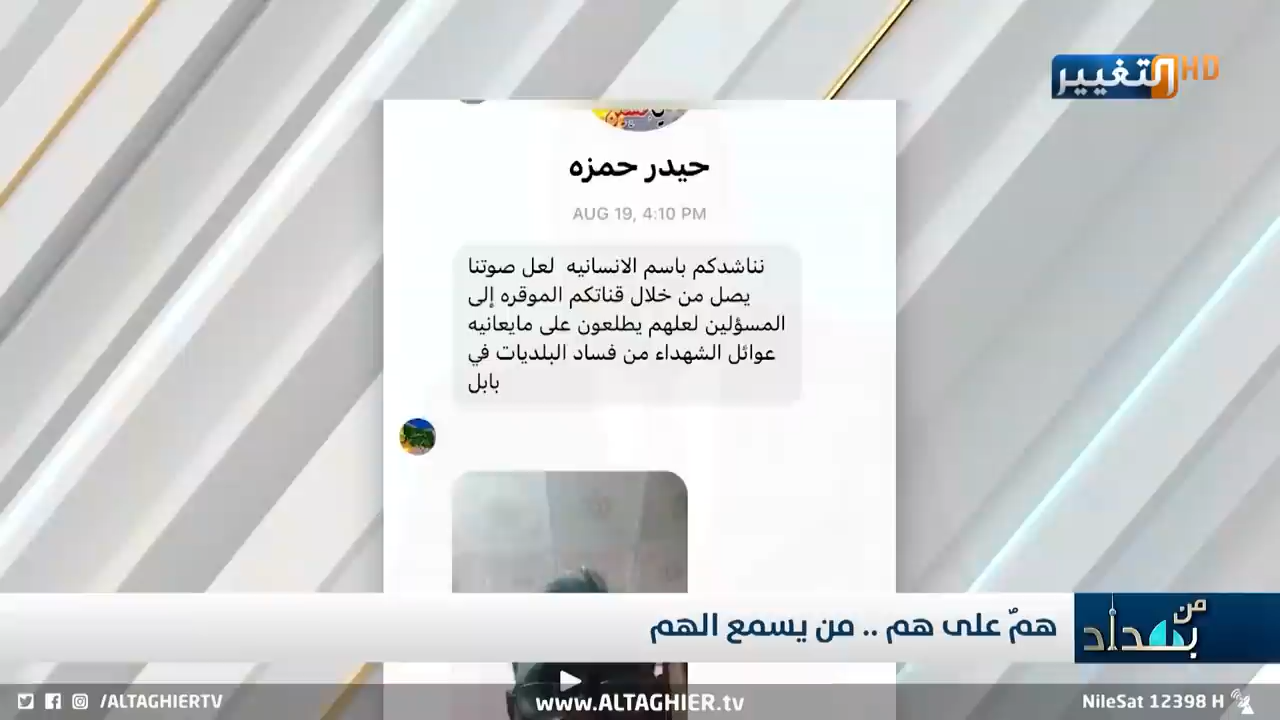 التغيير HD
حيدر حمزه
AUG 19, 4:10 PM
نناشدكم باسم الانسانيه لعل صوتنا
يصل من خلال قناتكم الموقره إلى
المسؤلين لعلهم يطلعون على مايعانيه
عوائل الشهداء من فساد البلديات في
بابل
من بغداد
همٌ على هم .. من يسمع الهم
/ALTAGHIERTV
www.ALTAGHIER.tv
NileSat 12398 H